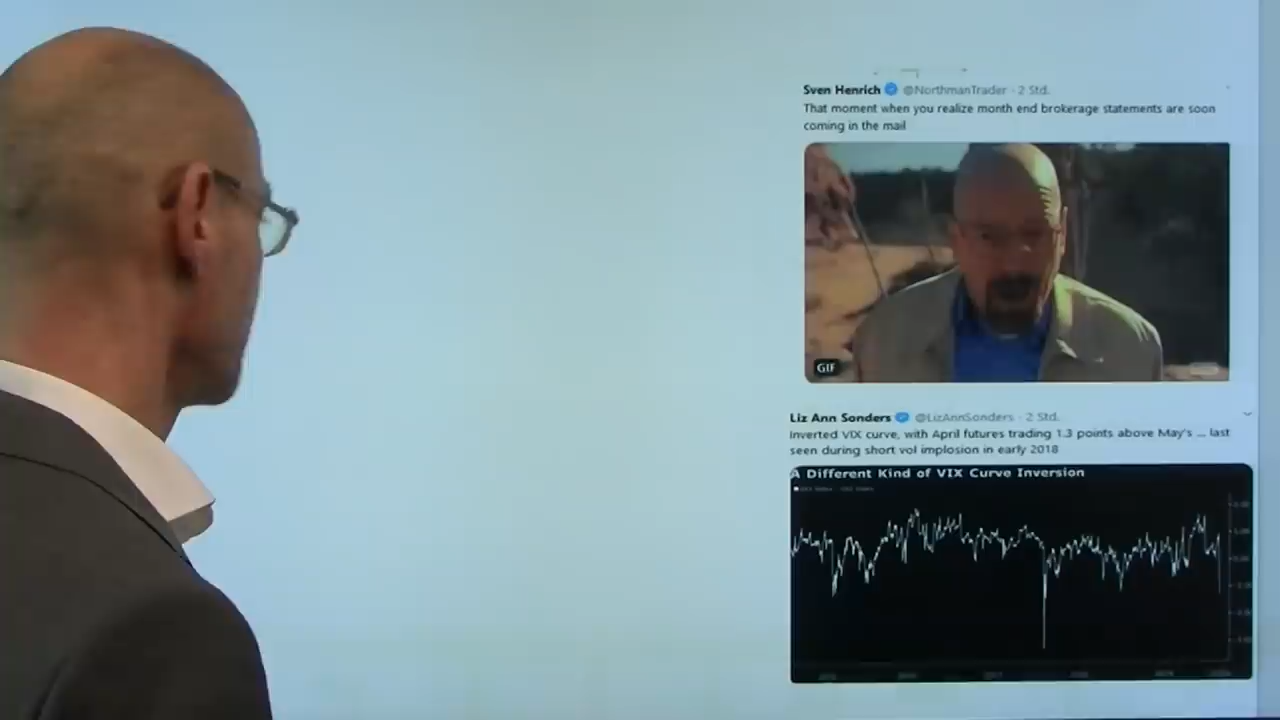 Sven Henrich @NorthmanTrader · 2 Std.
That moment when you realize month end brokerage statements are soon
coming in the mail
GIF
Liz Ann Sonders @LizAnnSonders · 2 Std.
Inverted VIX curve, with April futures trading 1.3 points above May's ... last
seen during short vol implosion in early 2018
A Different Kind of VIX Curve Inversion